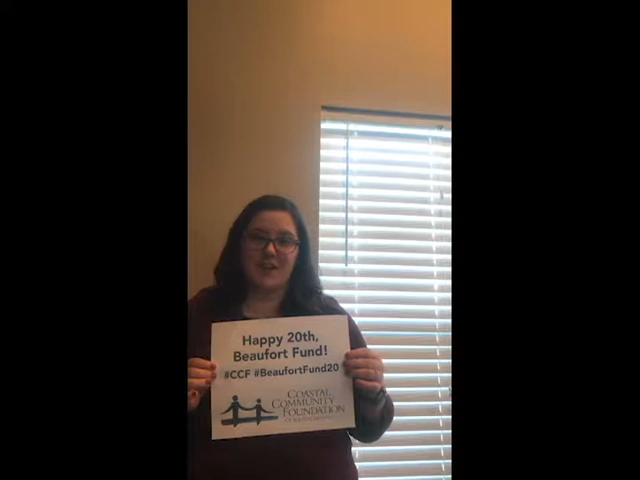 Happy 20th,
Beaufort Fund!
#CCF #BeaufortFund20
COASTAL
COMMUNITY
FOUNDATION